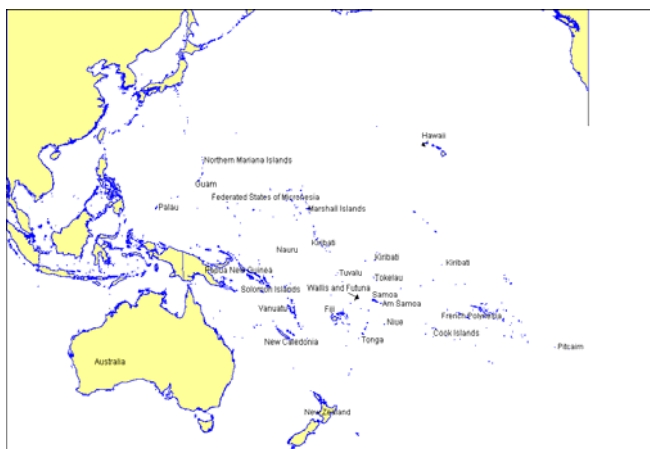 Hawaii
Northern Mariana Islands
Guam
Federated States of Micronesia
Palau
Marshall Islands
Kiribati
Nauru
Kiribati
Kiribati
Papua New Guinea
Tuvalu
Tokelau
Solomon Islands
Wallis and Futuna
Samoa
Am Samoa
Vanuatu
Fiji
French Polynesia
Niue
Cook Islands
New Caledonia
Tonga
Pitcairn
Australia
New Zealand